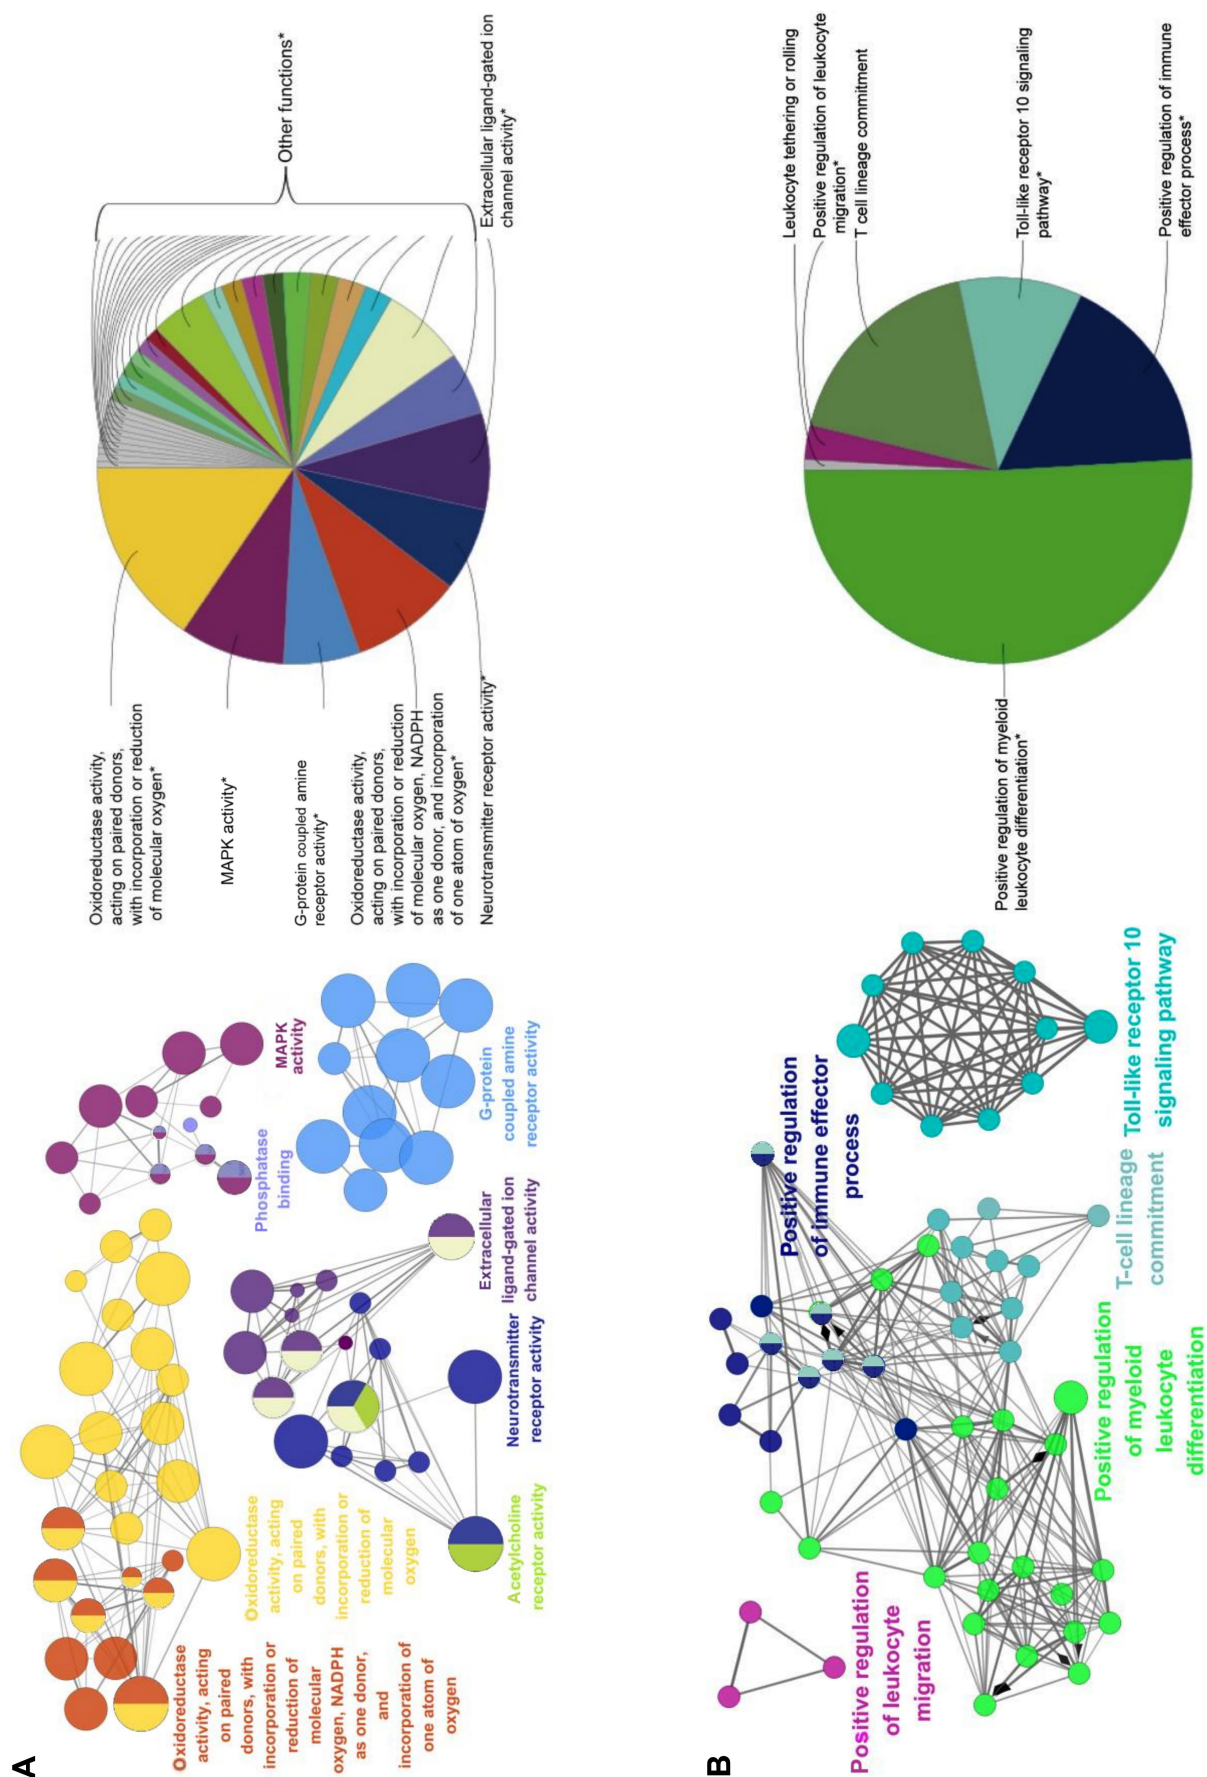 A
Oxidoreductase
activity, acting
on paired
donors, with
incorporation or
reduction of
molecular
oxygen, NADPH
as one donor,
and
incorporation of
one atom of
oxygen
Oxidoreductase
activity, acting
on paired
donors, with
incorporation or
reduction of
molecular
oxygen
Acetylcholine
receptor activity
Neurotransmitter
receptor activity
Extracellular
ligand-gated ion
channel activity
Phosphatase
binding
MAPK
activity
G-protein
coupled amine
receptor activity
Oxidoreductase activity,
acting on paired donors,
with incorporation or reduction
of molecular oxygen*
MAPK activity*
G-protein coupled amine
receptor activity*
Oxidoreductase activity,
acting on paired donors,
with incorporation or reduction
of molecular oxygen, NADPH
as one donor, and incorporation
of one atom of oxygen*
Neurotransmitter receptor activity*
Other functions*
Extracellular ligand-gated ion
channel activity*
B
Positive regulation
of leukocyte
migration
Positive regulation
of myeloid
leukocyte
differentiation
Positive regulation
of immune effector
process
T-cell lineage
commitment
Toll-like receptor 10
signaling pathway
Positive regulation of myeloid
leukocyte differentiation*
Leukocyte tethering or rolling
Positive regulation of leukocyte
migration*
T cell lineage commitment
Toll-like receptor 10 signaling
pathway*
Positive regulation of immune
effector process*